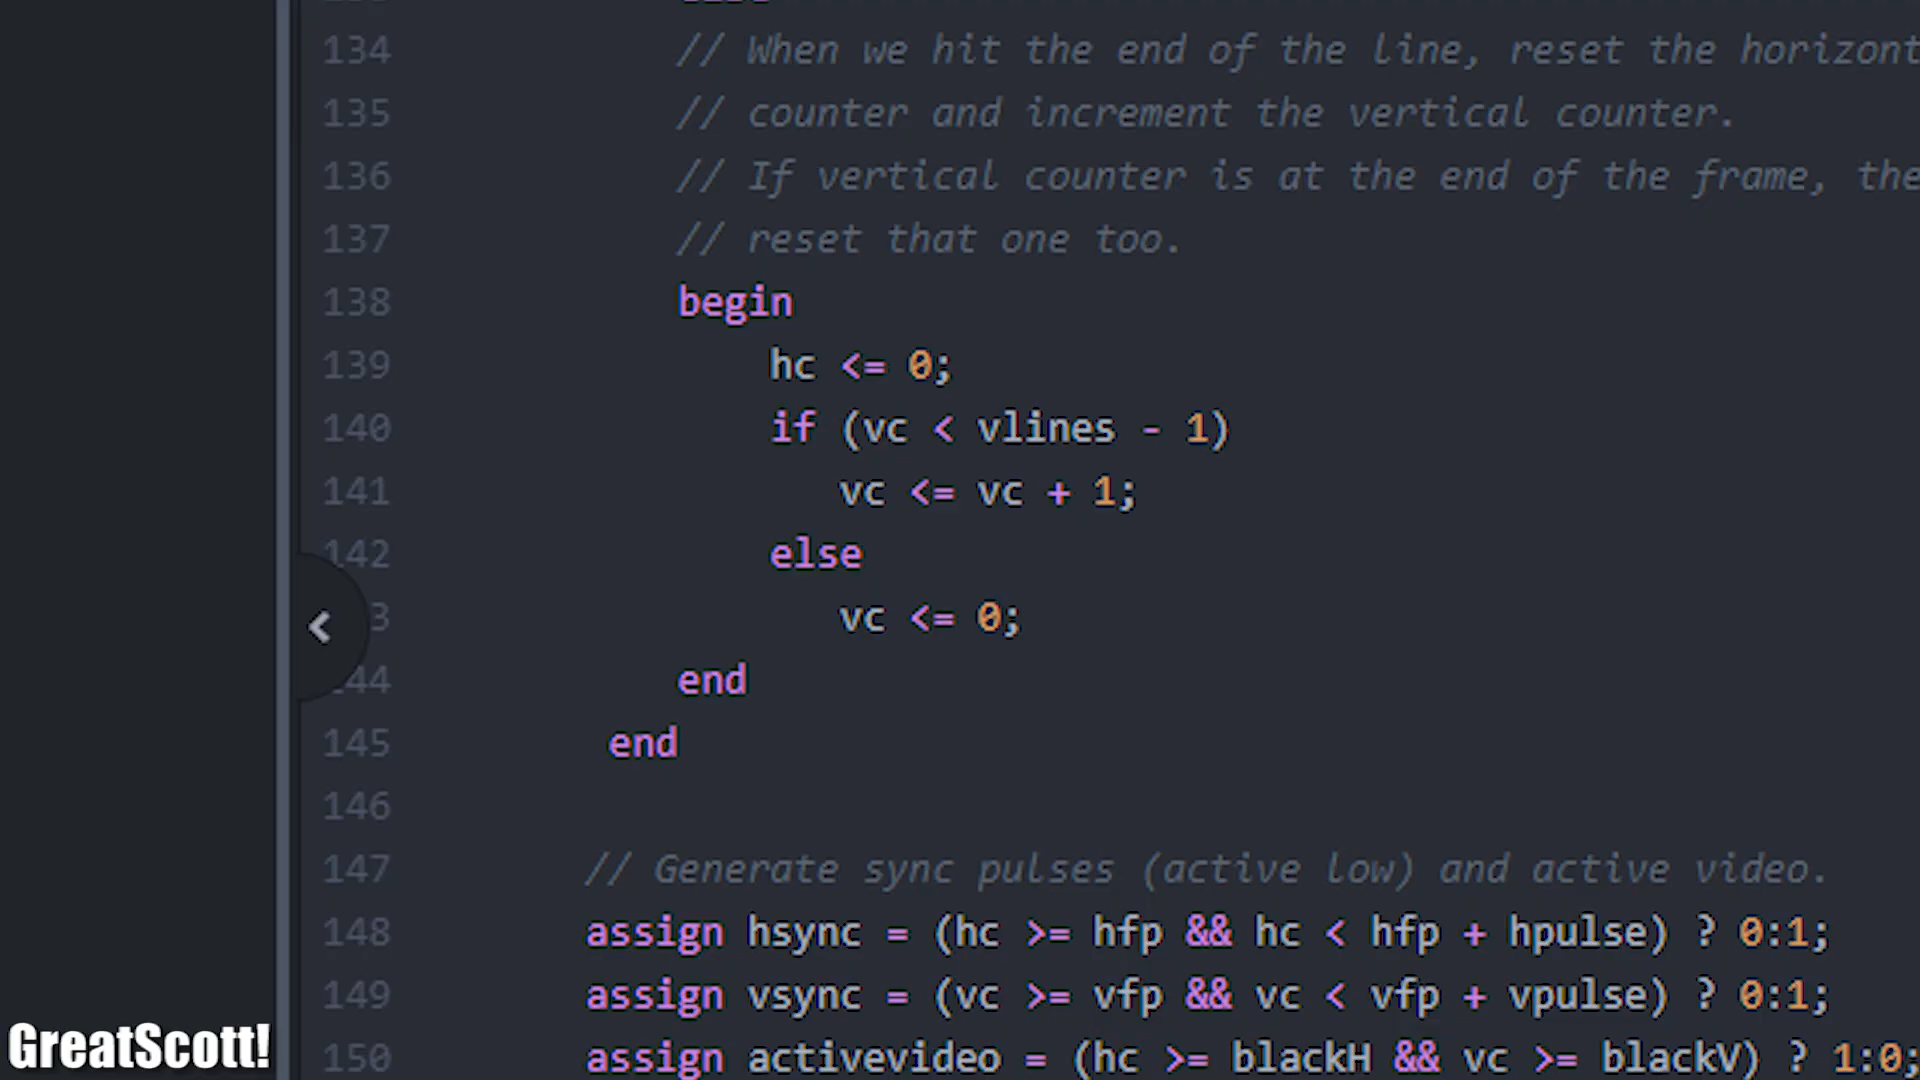 134 // When we hit the end of the line, reset the horizont
135 // counter and increment the vertical counter.
136 // If vertical counter is at the end of the frame, the
137 // reset that one too.
138 begin
139 hc <= 0;
140 if (vc < vlines - 1)
141 vc <= vc + 1;
142 else
3 vc <= 0;
44 end
145 end
146
147 // Generate sync pulses (active low) and active video.
148 assign hsync = (hc >= hfp && hc < hfp + hpulse) ? 0:1;
149 assign vsync = (vc >= vfp && vc < vfp + vpulse) ? 0:1;
150 assign activevideo = (hc >= blackH && vc >= blackV) ? 1:0;
GreatScott!